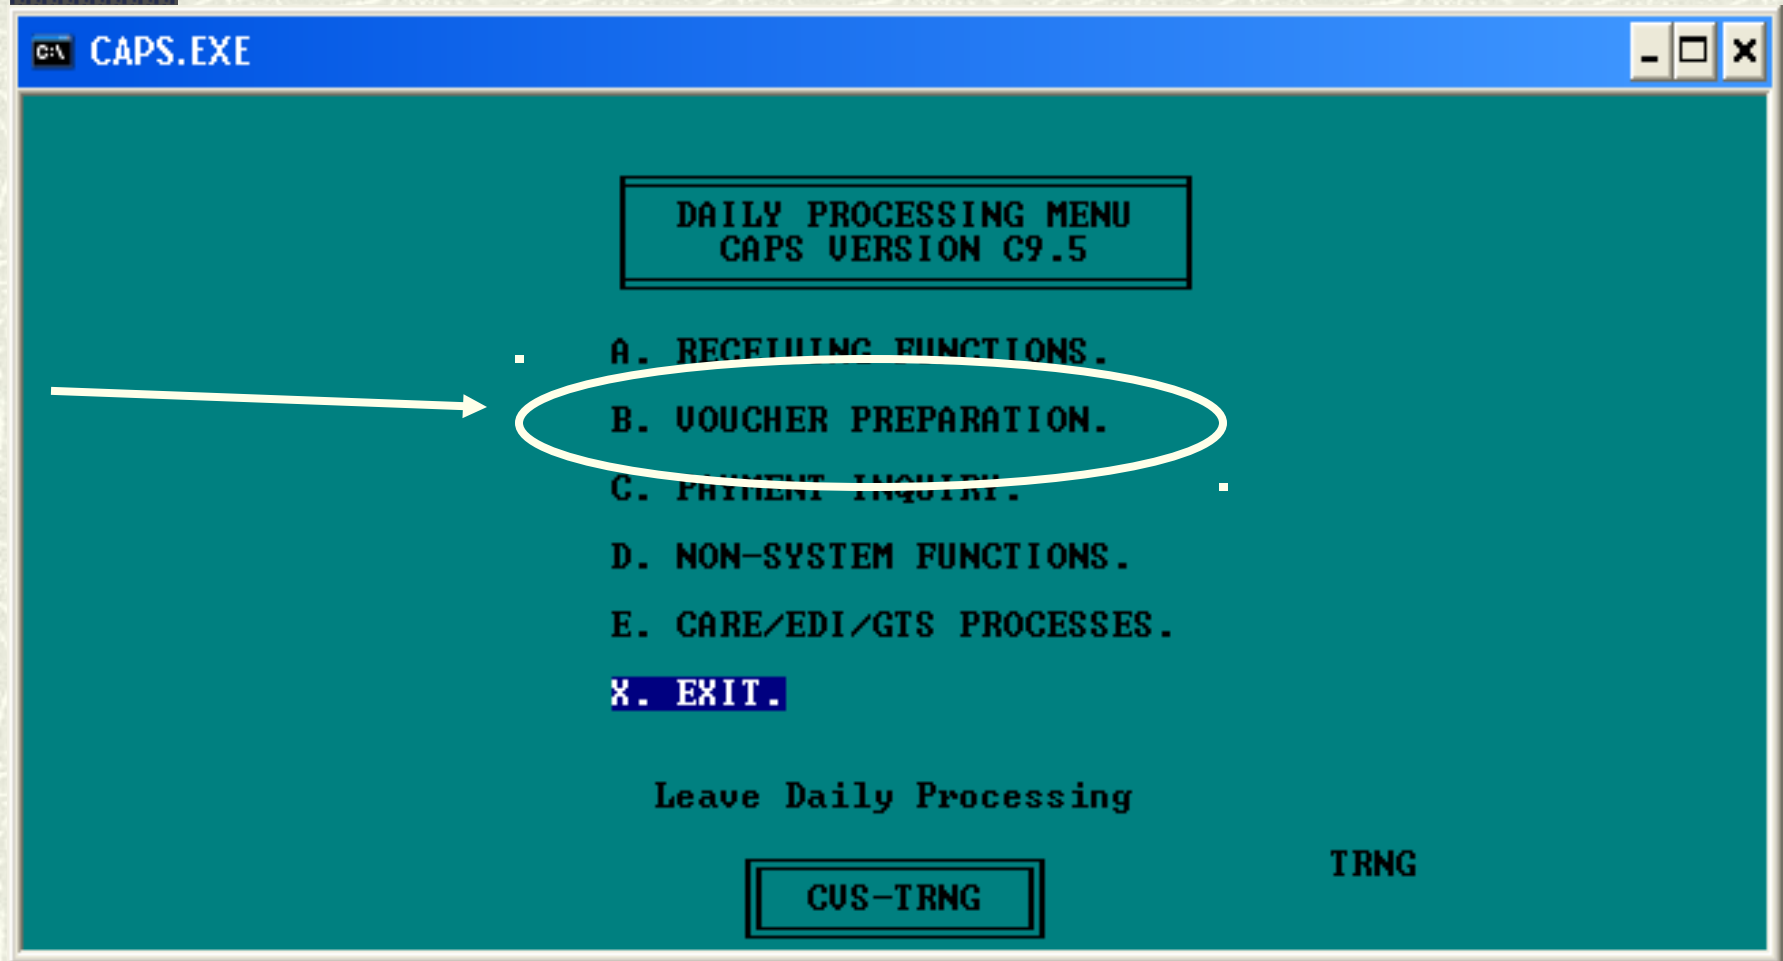 C:\ CAPS.EXE
DAILY PROCESSING MENU
CAPS VERSION C9.5
A. RECEIVING FUNCTIONS.
B. VOUCHER PREPARATION.
C. PAYMENT INQUIRY.
D. NON-SYSTEM FUNCTIONS.
E. CARE/EDI/GTS PROCESSES.
X. EXIT.
Leave Daily Processing
TRNG
CVS-TRNG